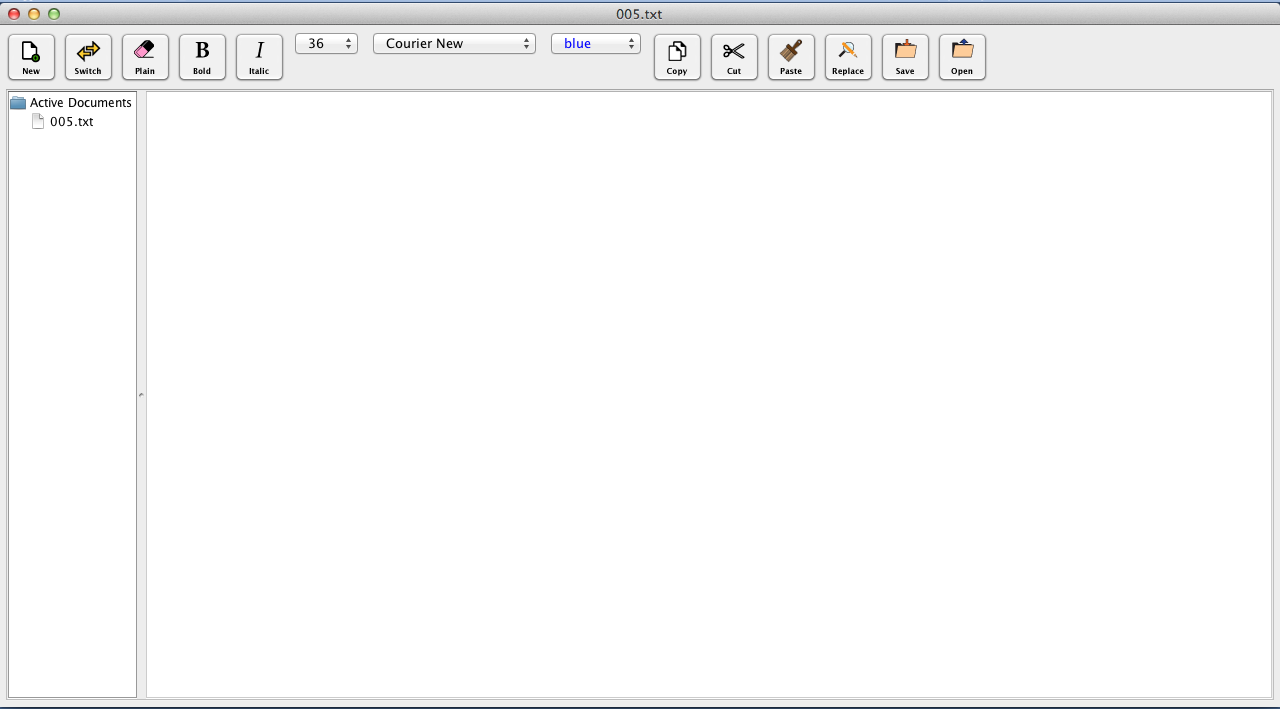 005.txt
New
Switch
Plain
B
Bold
I
Italic
36
Courier New
blue
Copy
Cut
Paste
Replace
Save
Open
Active Documents
005.txt